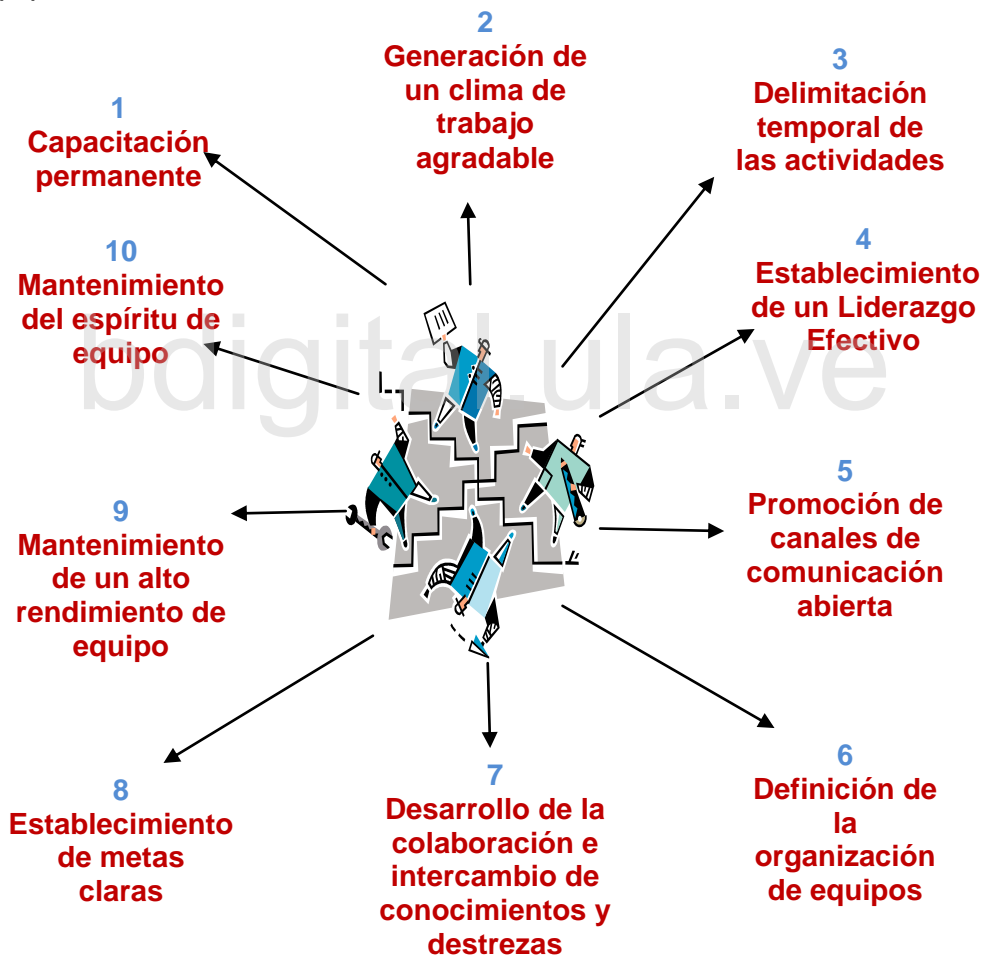 1
Capacitación
permanente
2
Generación de
un clima de
trabajo
agradable
3
Delimitación
temporal de
las actividades
4
Establecimiento
de un Liderazgo
Efectivo
5
Promoción de
canales de
comunicación
abierta
6
Definición de
la
organización
de equipos
7
Desarrollo de la
colaboración e
intercambio de
conocimientos y
destrezas
8
Establecimiento
de metas
claras
9
Mantenimiento
de un alto
rendimiento de
equipo
10
Mantenimiento
del espíritu de
equipo
bdigital.ula.ve